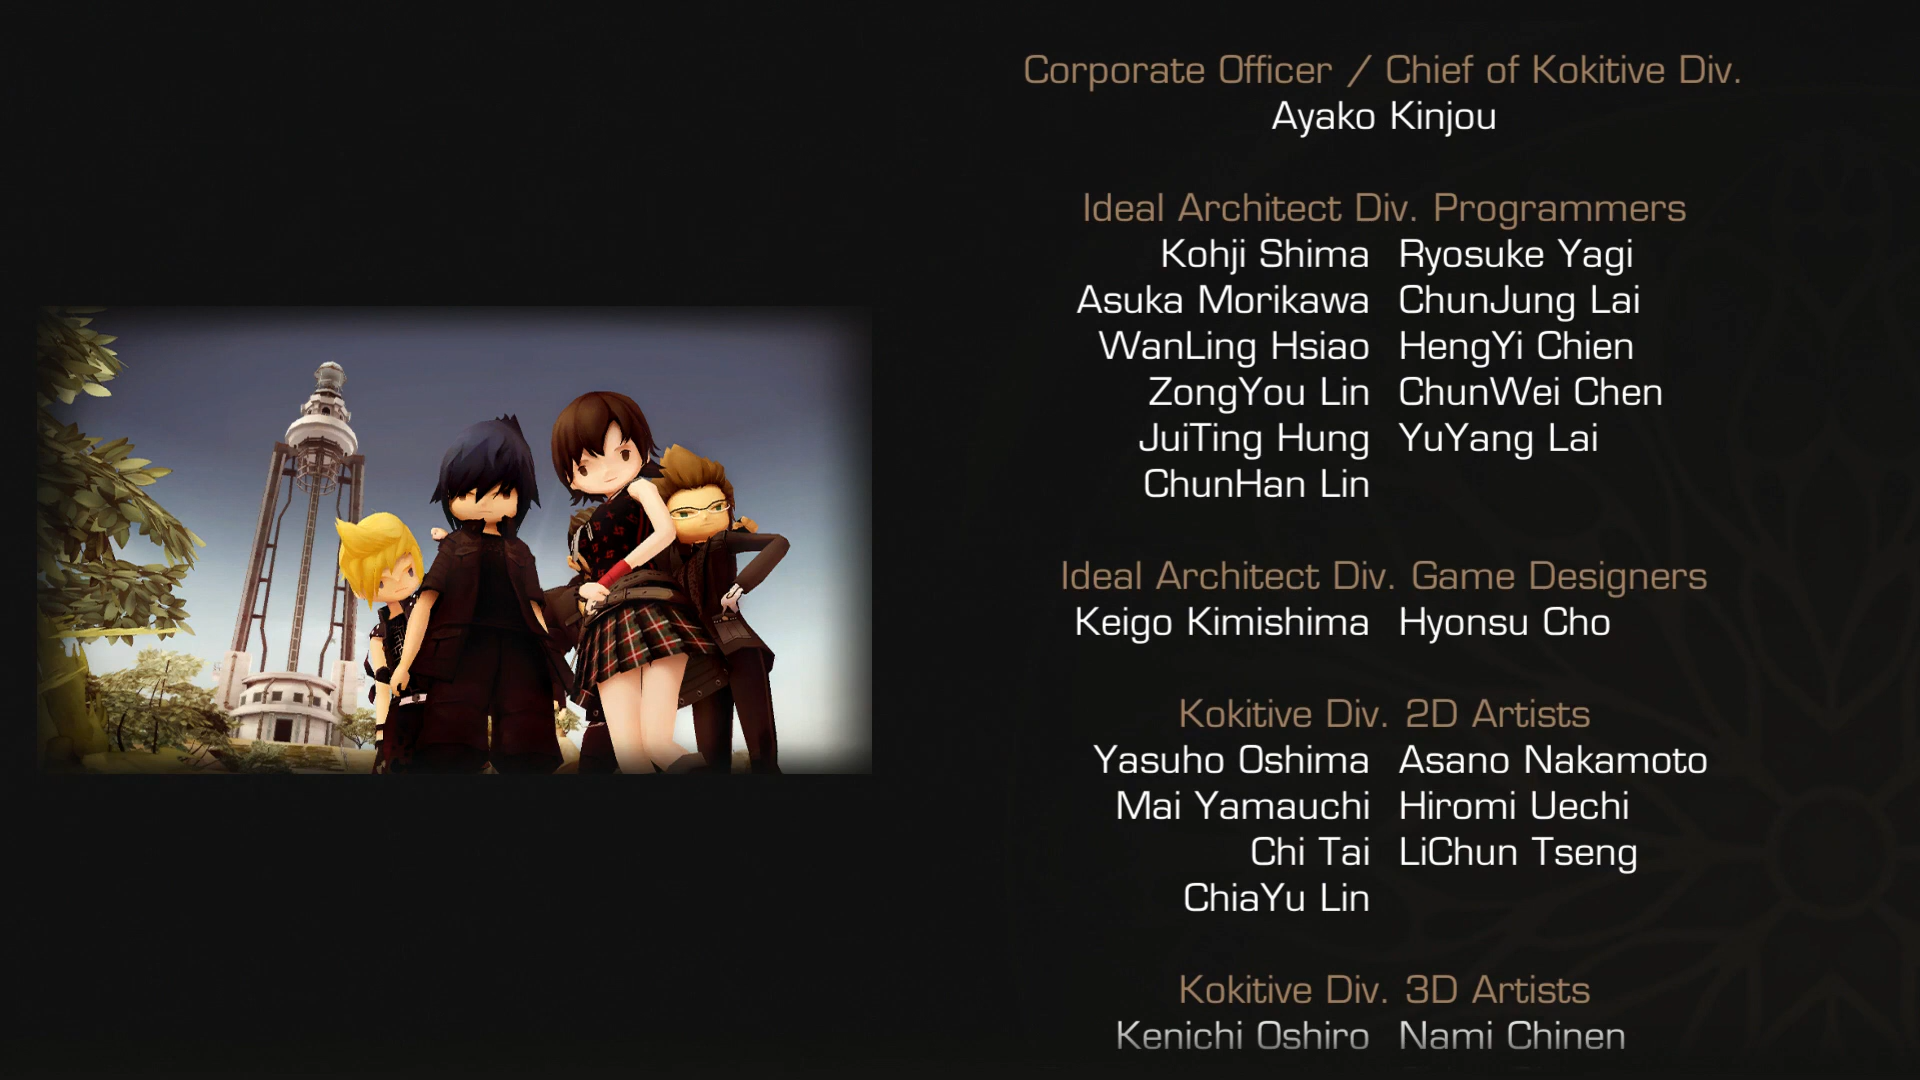 Corporate Officer / Chief of Kokitive Div.
Ayako Kinjou
Ideal Architect Div. Programmers
Kohji Shima Ryosuke Yagi
Asuka Morikawa ChunJung Lai
WanLing Hsiao HengYi Chien
ZongYou Lin ChunWei Chen
JuiTing Hung YuYang Lai
ChunHan Lin
Ideal Architect Div. Game Designers
Keigo Kimishima Hyonsu Cho
Kokitive Div. 2D Artists
Yasuho Oshima Asano Nakamoto
Mai Yamauchi Hiromi Uechi
Chi Tai LiChun Tseng
ChiaYu Lin
Kokitive Div. 3D Artists
Kenichi Oshiro Nami Chinen